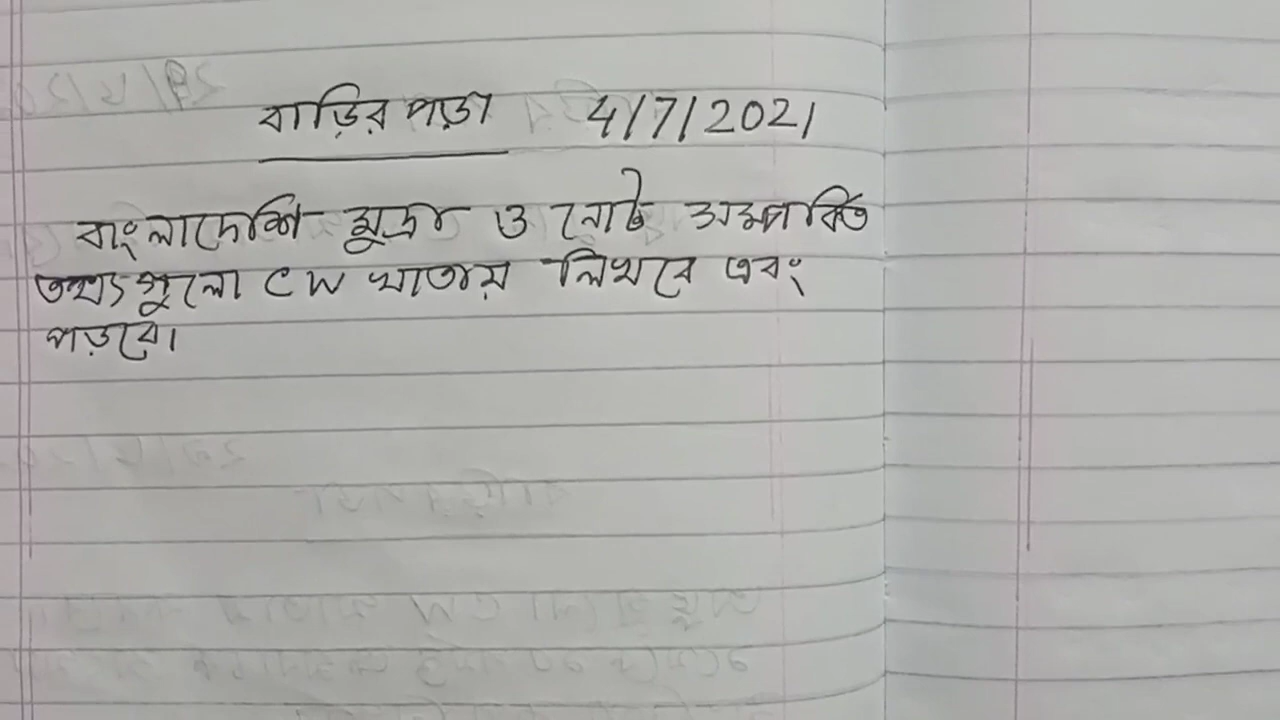 বাড়ির পড়া 4/7/2021
বাংলাদেশি মুদ্রা ও নোট সম্পর্কিত
তথ্যগুলো CW খাতায় লিখবে এবং
পড়বে।